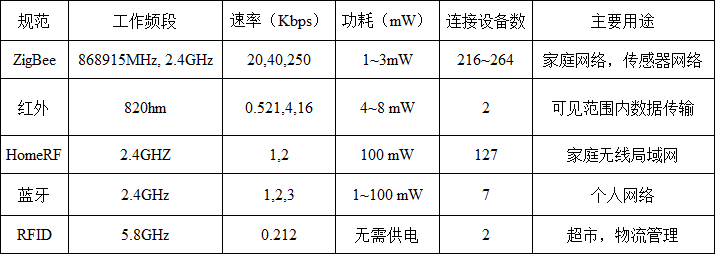 规范 工作频段 速率（Kbps） 功耗（mW） 连接设备数 主要用途
ZigBee 868915MHz, 2.4GHz 20,40,250 1~3mW 216~264 家庭网络，传感器网络
红外 820hm 0.521,4,16 4~8 mW 2 可见范围内数据传输
HomeRF 2.4GHZ 1,2 100 mW 127 家庭无线局域网
蓝牙 2.4GHz 1,2,3 1~100 mW 7 个人网络
RFID 5.8GHz 0.212 无需供电 2 超市，物流管理